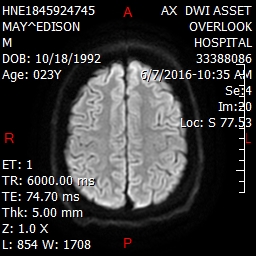 HNE1845924745
MAY^EDISON
M
DOB: 10/18/1992
Age: 023Y
A
AX DWI ASSET
OVERLOOK
HOSPITAL
33388086
6/7/2016-10:35 AM
Se:4
Im:20
Loc: S 77.53
R
L
ET: 1
TR: 6000.00 ms
TE: 74.70 ms
Thk: 5.00 mm
Z: 1.0 X
L: 854 W: 1708
P